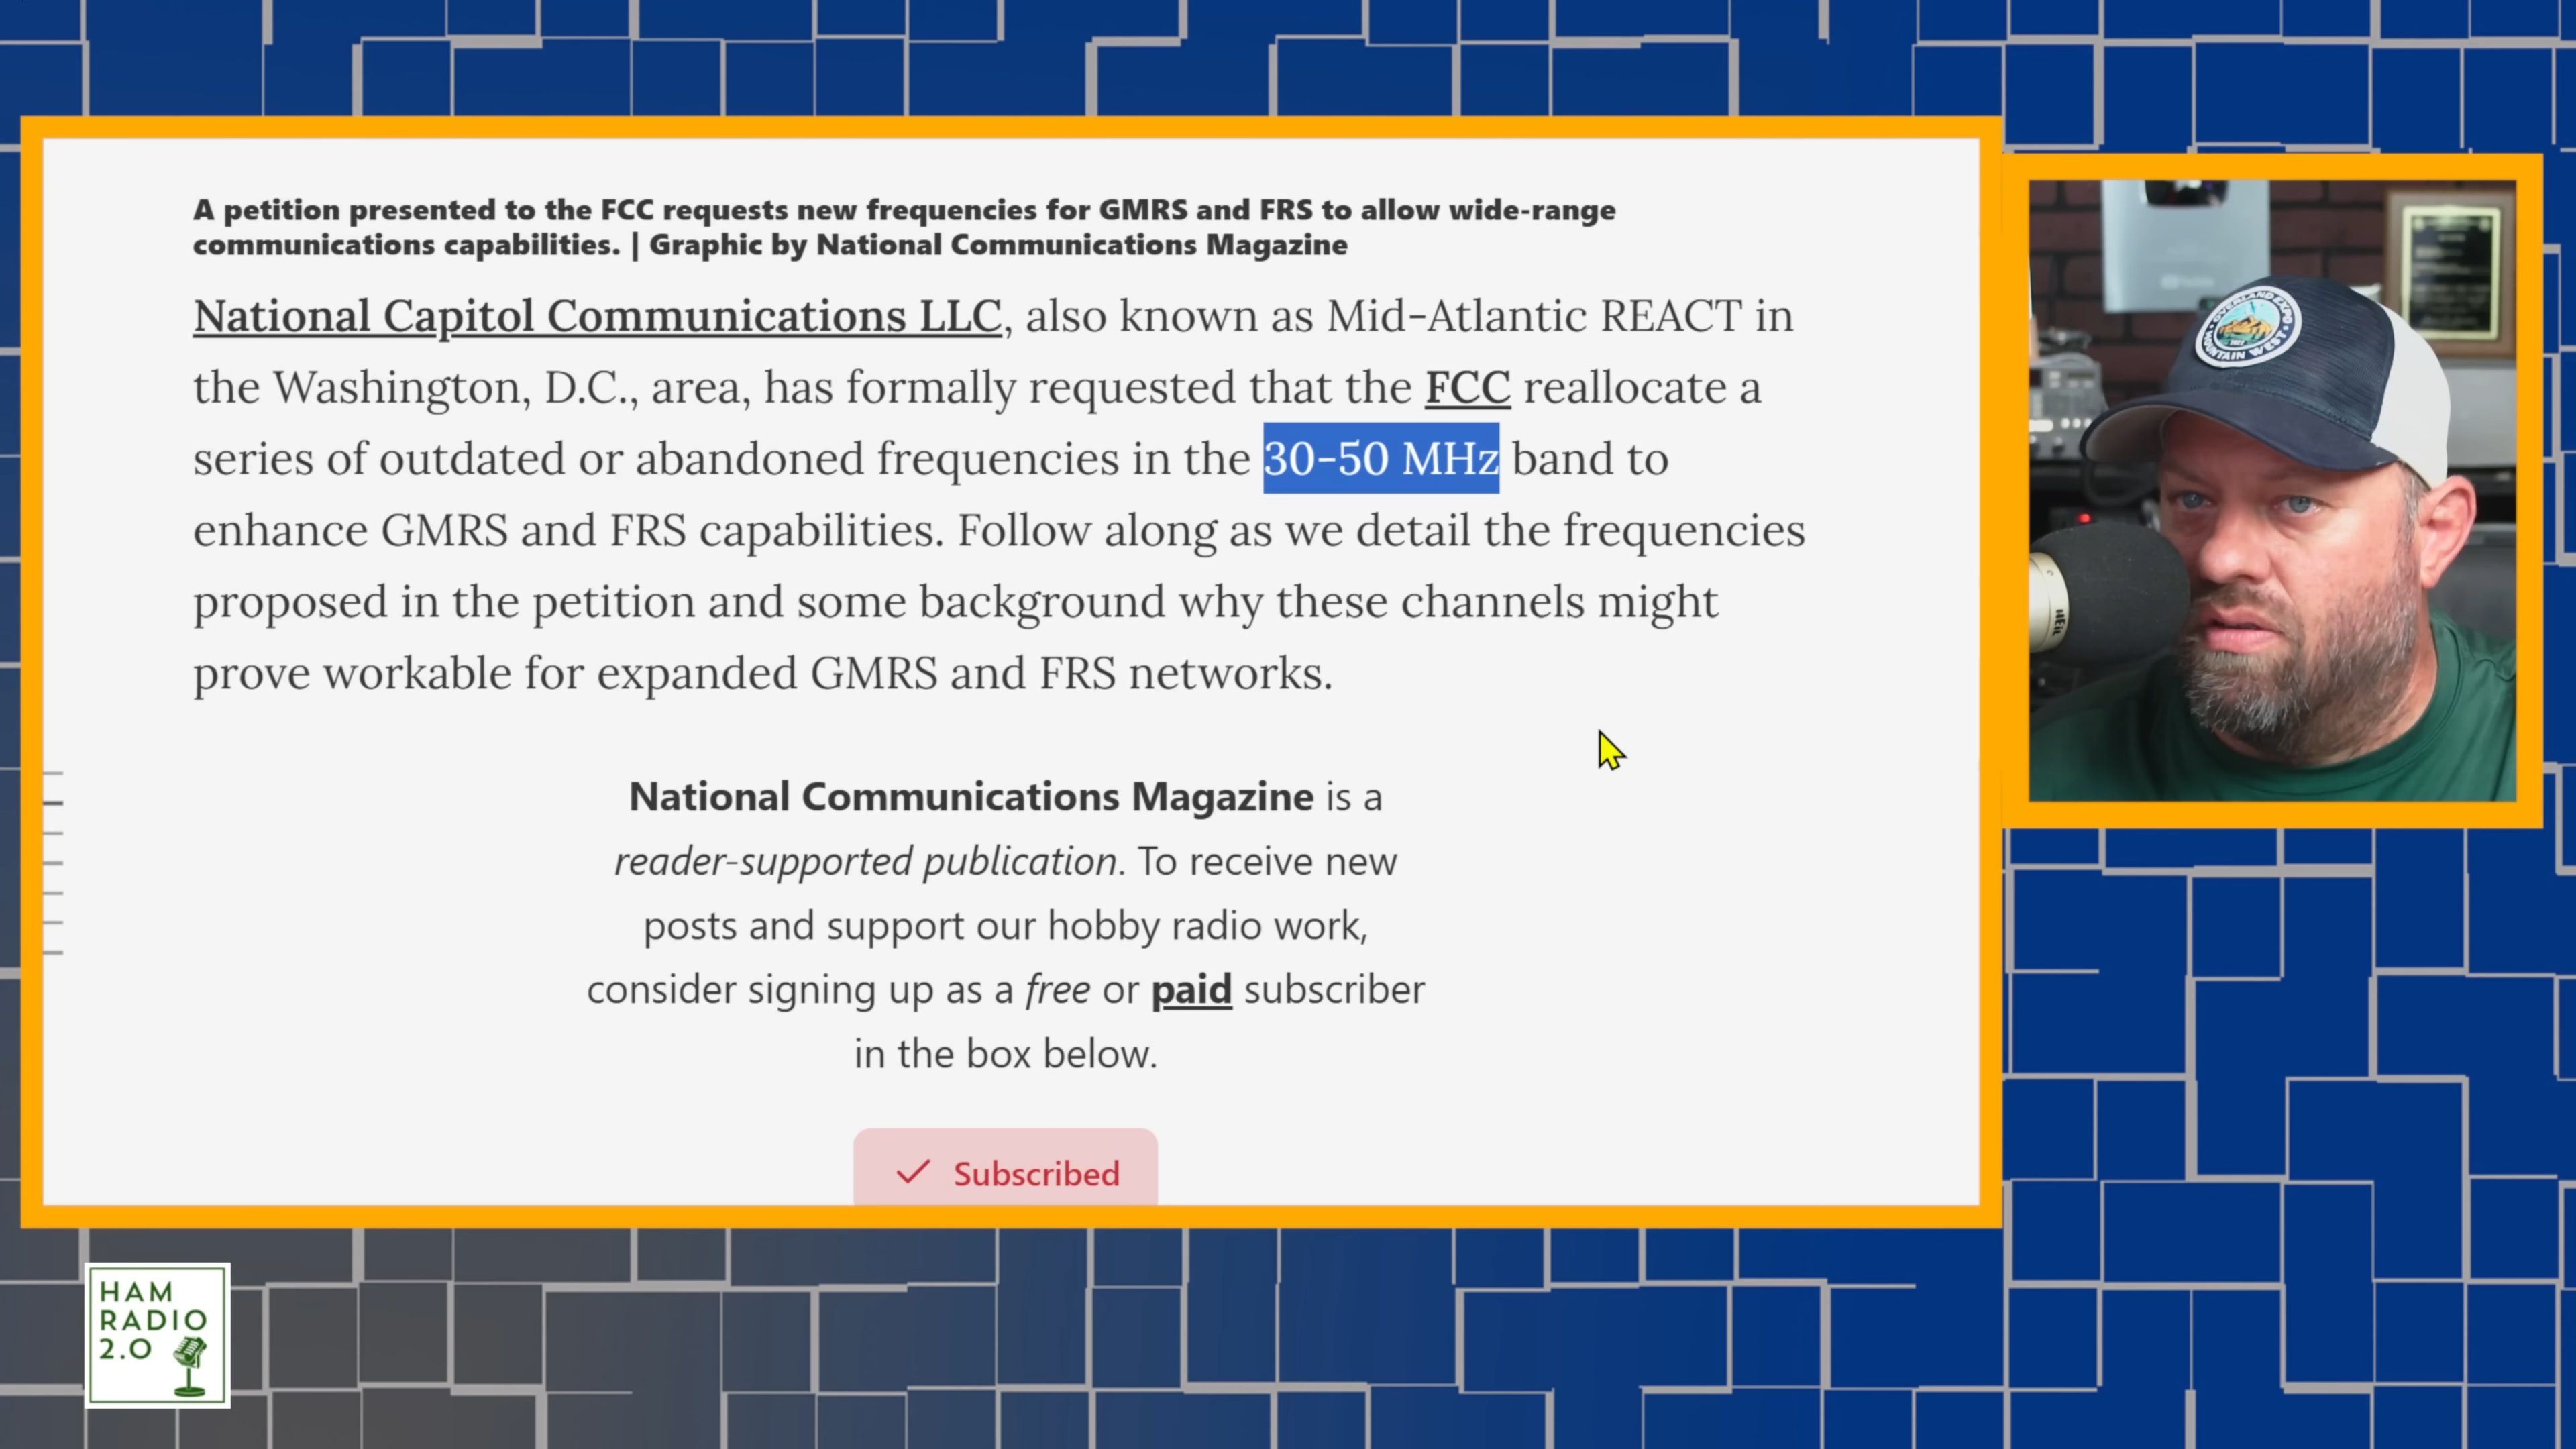 A petition presented to the FCC requests new frequencies for GMRS and FRS to allow wide-range
communications capabilities. | Graphic by National Communications Magazine
National Capitol Communications LLC, also known as Mid-Atlantic REACT in
the Washington, D.C., area, has formally requested that the FCC reallocate a
series of outdated or abandoned frequencies in the 30-50 MHz band to
enhance GMRS and FRS capabilities. Follow along as we detail the frequencies
proposed in the petition and some background why these channels might
prove workable for expanded GMRS and FRS networks.
National Communications Magazine is a
reader-supported publication. To receive new
posts and support our hobby radio work,
consider signing up as a free or paid subscriber
in the box below.
Subscribed
OVERLAND EXPO
MOUNTAIN WEST
HEIL
HAM
RADIO
2.0